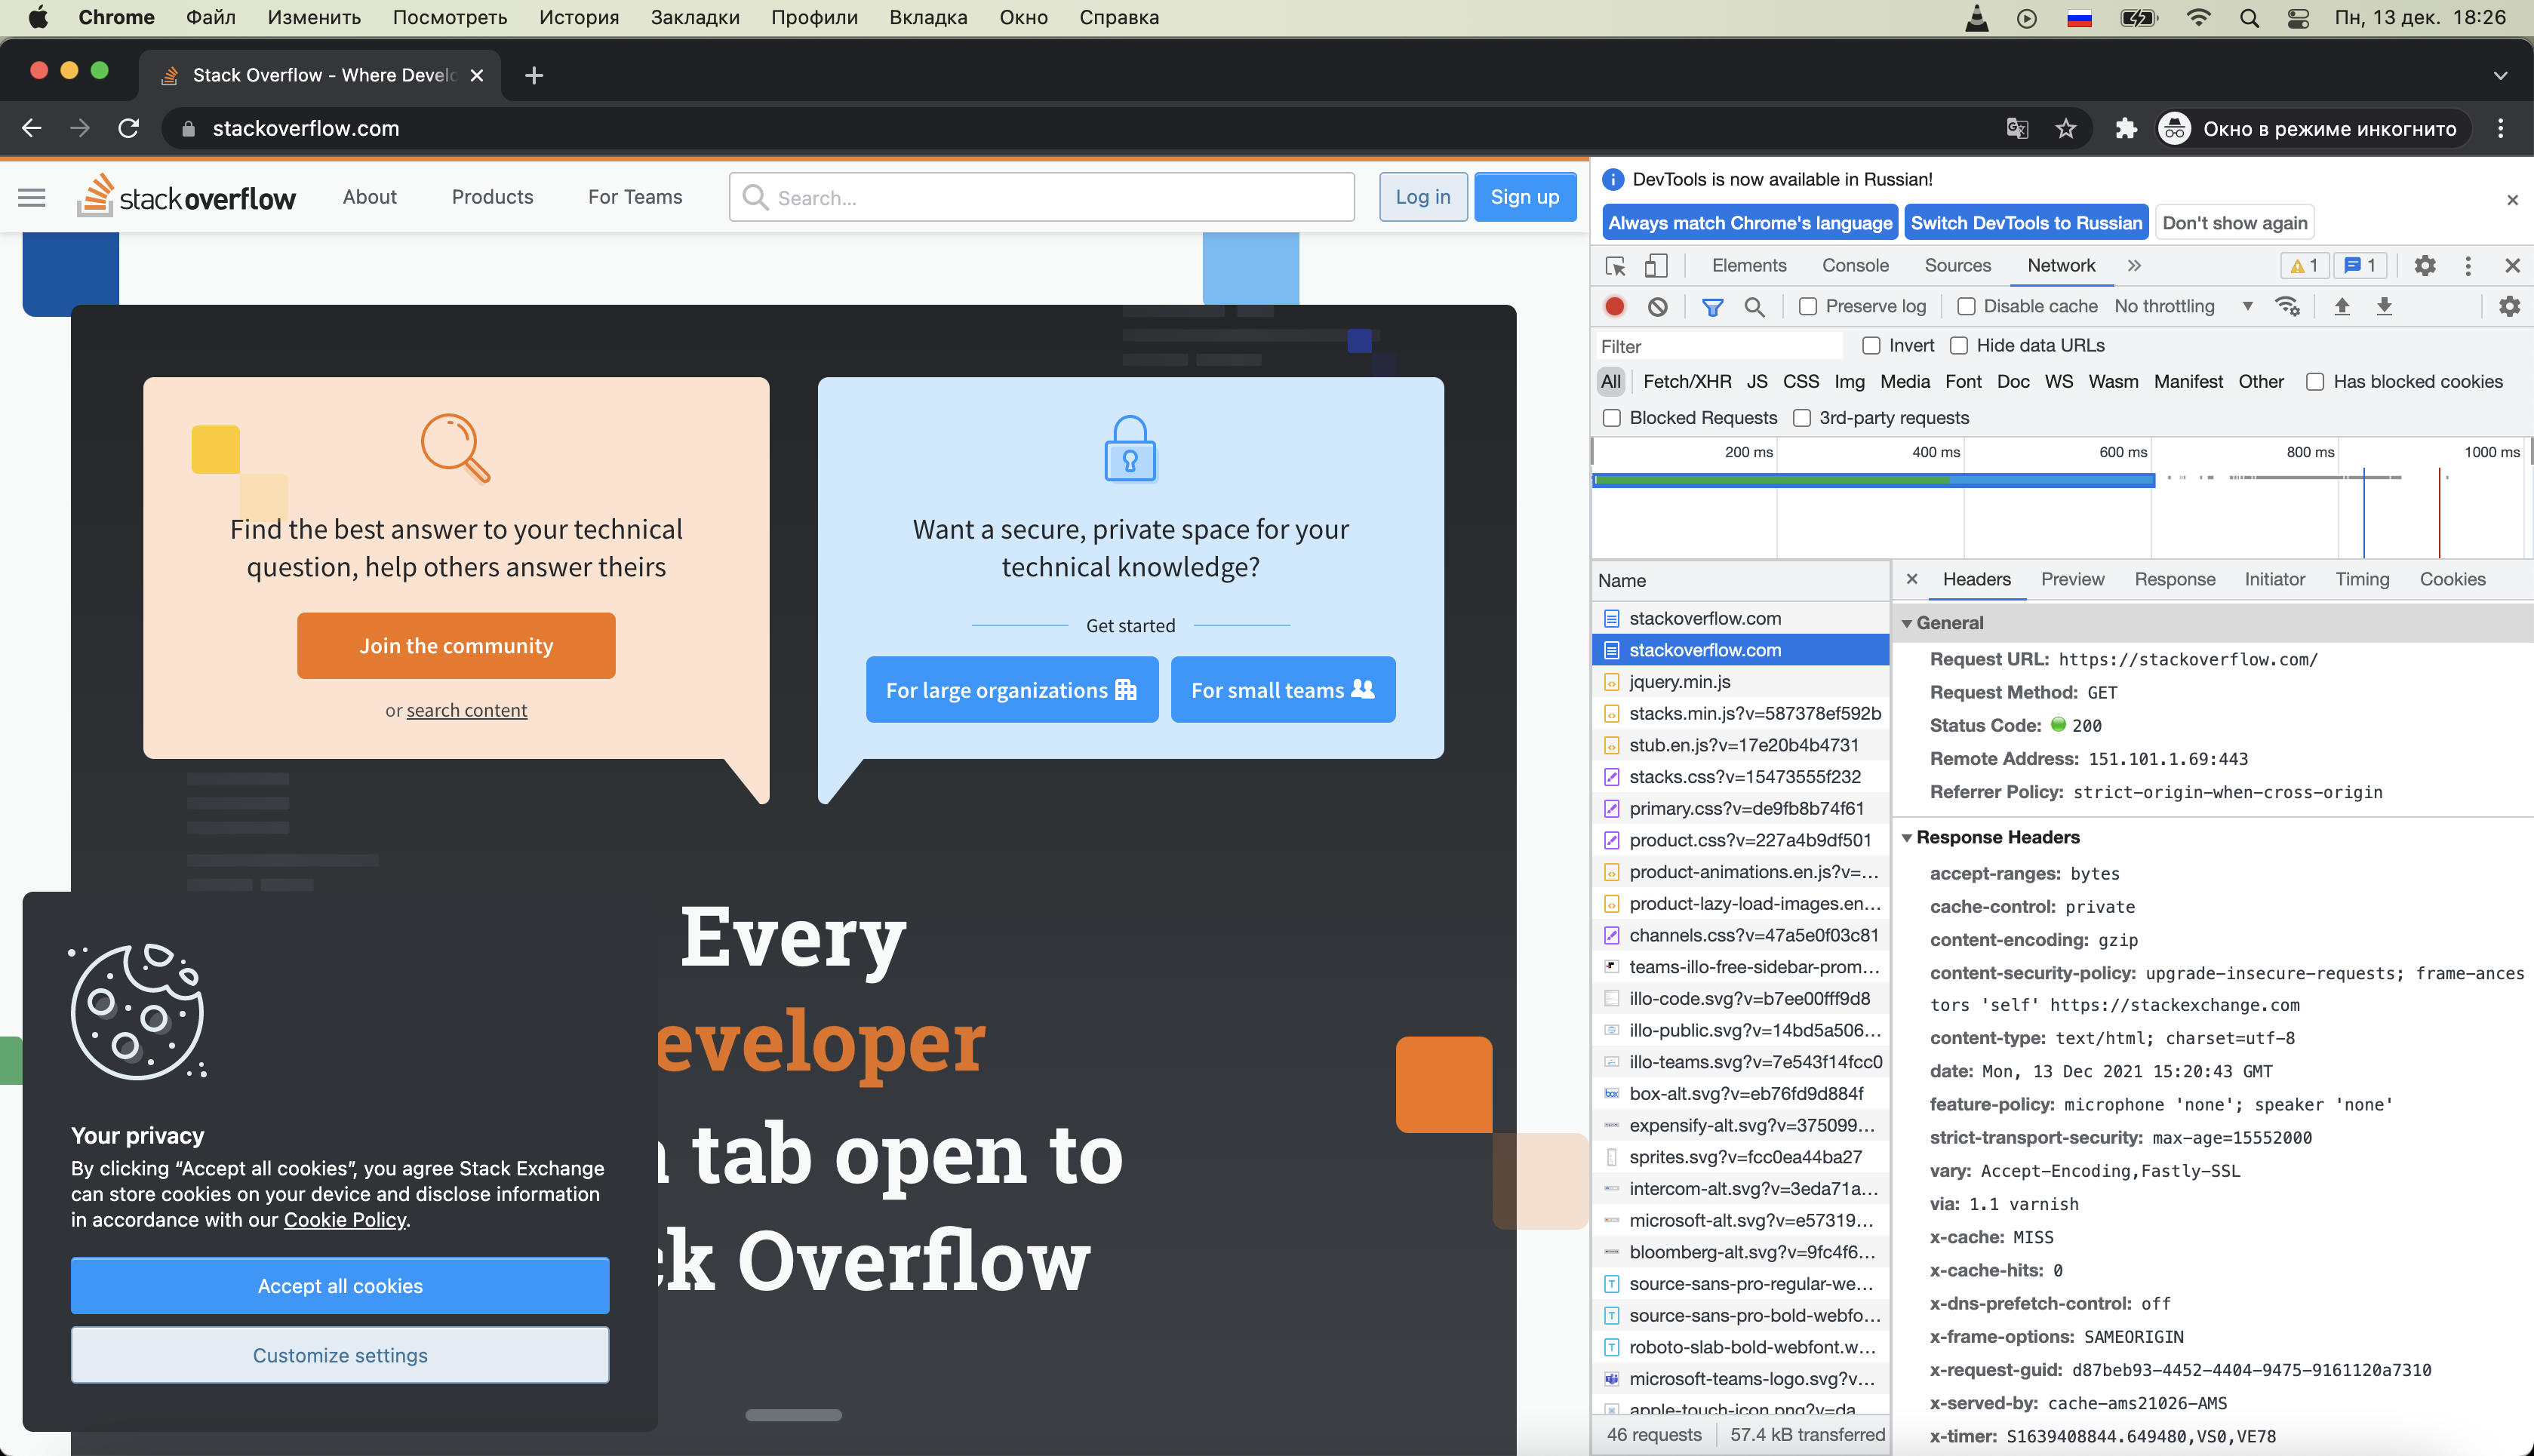 Chrome Файл Изменить Посмотреть История Закладки Профили Вкладка Окно Справка Пн, 13 дек. 18:26
Stack Overflow - Where Develo
stackoverflow.com Окно в режиме инкогнито
stackoverflow About Products For Teams Search... Log in Sign up
Find the best answer to your technical
question, help others answer theirs
Join the community
or search content
Want a secure, private space for your
technical knowledge?
Get started
For large organizations For small teams
Every
eveloper
tab open to
ck Overflow
Your privacy
By clicking “Accept all cookies”, you agree Stack Exchange
can store cookies on your device and disclose information
in accordance with our Cookie Policy.
Accept all cookies
Customize settings
DevTools is now available in Russian!
Always match Chrome's language Switch DevTools to Russian Don't show again
Elements Console Sources Network 1 1
Preserve log Disable cache No throttling
Filter Invert Hide data URLs
All Fetch/XHR JS CSS Img Media Font Doc WS Wasm Manifest Other Has blocked cookies
Blocked Requests 3rd-party requests
200 ms 400 ms 600 ms 800 ms 1000 ms
Name
stackoverflow.com
stackoverflow.com
jquery.min.js
stacks.min.js?v=587378ef592b
stub.en.js?v=17e20b4b4731
stacks.css?v=15473555f232
primary.css?v=de9fb8b74f61
product.css?v=227a4b9df501
product-animations.en.js?v=...
product-lazy-load-images.en...
channels.css?v=47a5e0f03c81
teams-illo-free-sidebar-prom...
illo-code.svg?v=b7ee00fff9d8
illo-public.svg?v=14bd5a506...
illo-teams.svg?v=7e543f14fcc0
box-alt.svg?v=eb76fd9d884f
expensify-alt.svg?v=375099...
sprites.svg?v=fcc0ea44ba27
intercom-alt.svg?v=3eda71a...
microsoft-alt.svg?v=e57319...
bloomberg-alt.svg?v=9fc4f6...
source-sans-pro-regular-we...
source-sans-pro-bold-webfo...
roboto-slab-bold-webfont.w...
microsoft-teams-logo.svg?v...
apple-touch-icon.png?v=da
46 requests 57.4 kB transferred
Headers Preview Response Initiator Timing Cookies
General
Request URL: https://stackoverflow.com/
Request Method: GET
Status Code: 200
Remote Address: 151.101.1.69:443
Referrer Policy: strict-origin-when-cross-origin
Response Headers
accept-ranges: bytes
cache-control: private
content-encoding: gzip
content-security-policy: upgrade-insecure-requests; frame-ances
tors 'self' https://stackexchange.com
content-type: text/html; charset=utf-8
date: Mon, 13 Dec 2021 15:20:43 GMT
feature-policy: microphone 'none'; speaker 'none'
strict-transport-security: max-age=15552000
vary: Accept-Encoding,Fastly-SSL
via: 1.1 varnish
x-cache: MISS
x-cache-hits: 0
x-dns-prefetch-control: off
x-frame-options: SAMEORIGIN
x-request-guid: d87beb93-4452-4404-9475-9161120a7310
x-served-by: cache-ams21026-AMS
x-timer: S1639408844.649480,VS0,VE78